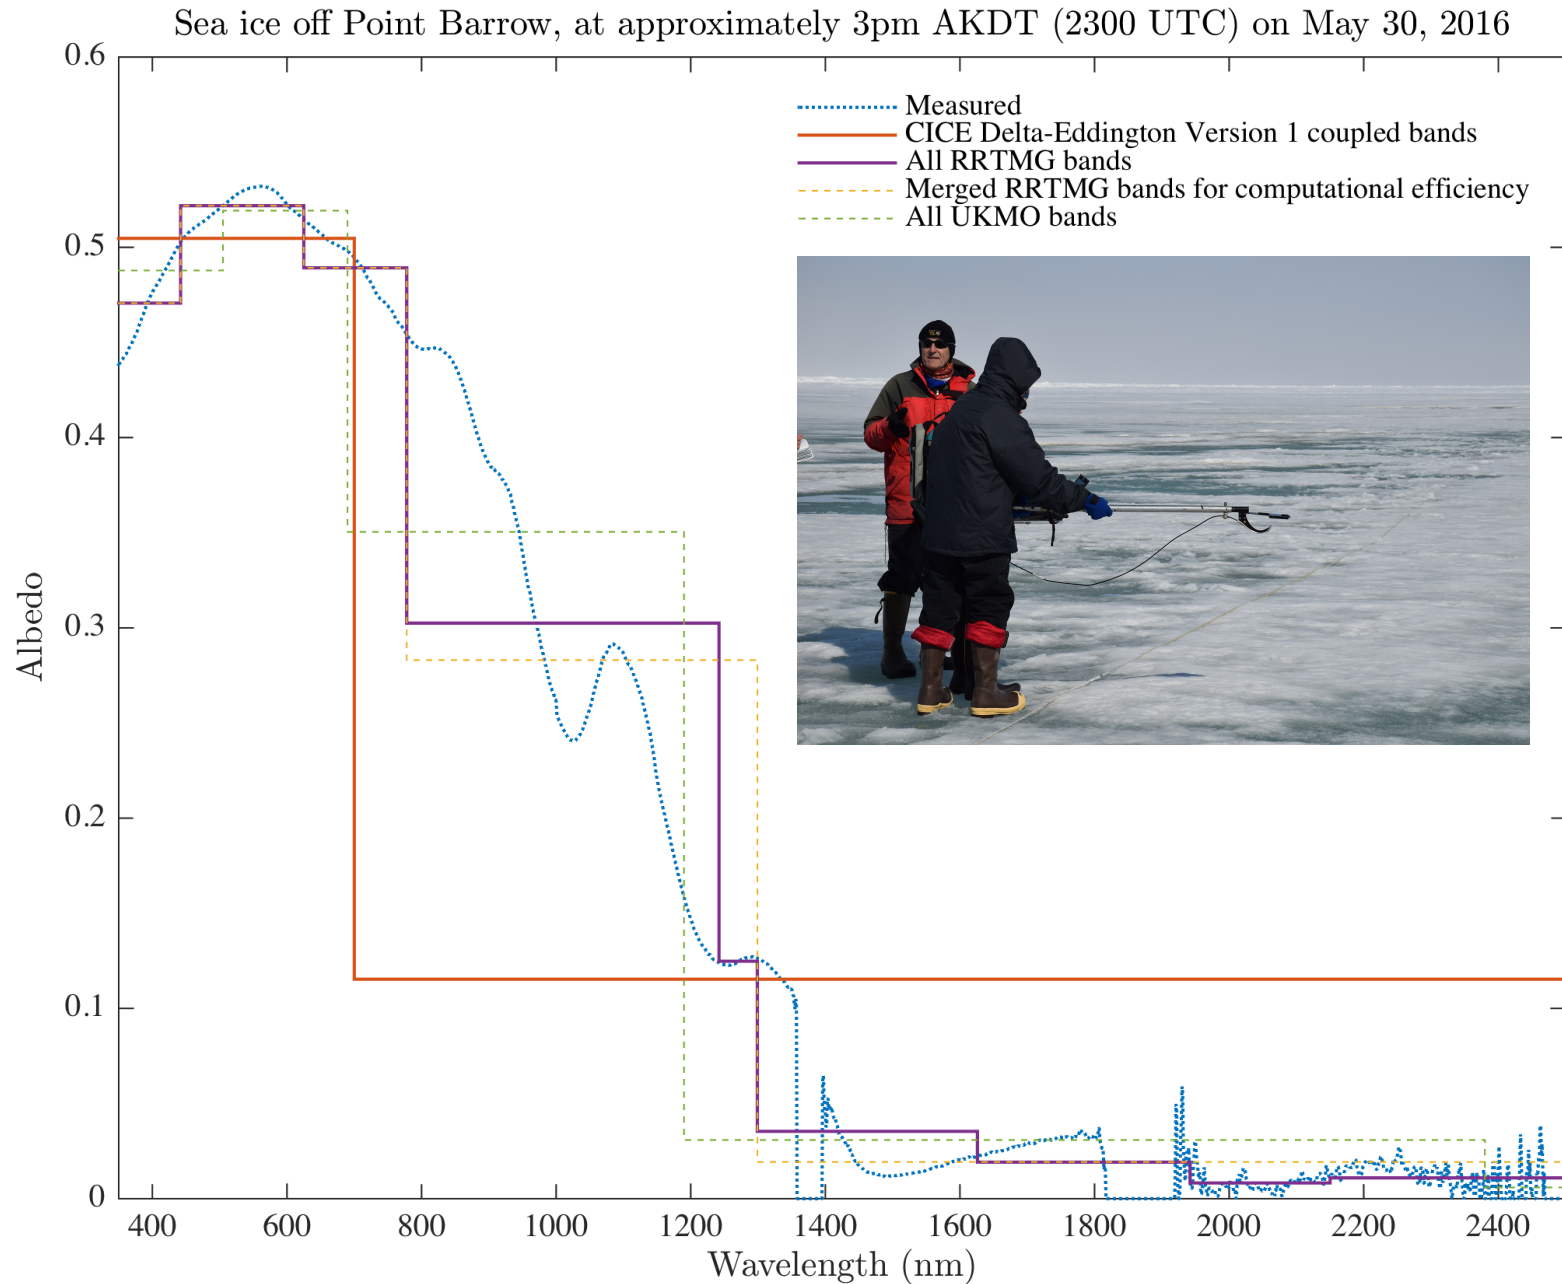 Sea ice off Point Barrow, at approximately 3pm AKDT (2300 UTC) on May 30, 2016
0.6
0.5
0.4
0.3
0.2
0.1
0
Albedo
Measured
CICE Delta-Eddington Version 1 coupled bands
All RRTMG bands
Merged RRTMG bands for computational efficiency
All UKMO bands
400 600 800 1000 1200 1400 1600 1800 2000 2200 2400
Wavelength (nm)